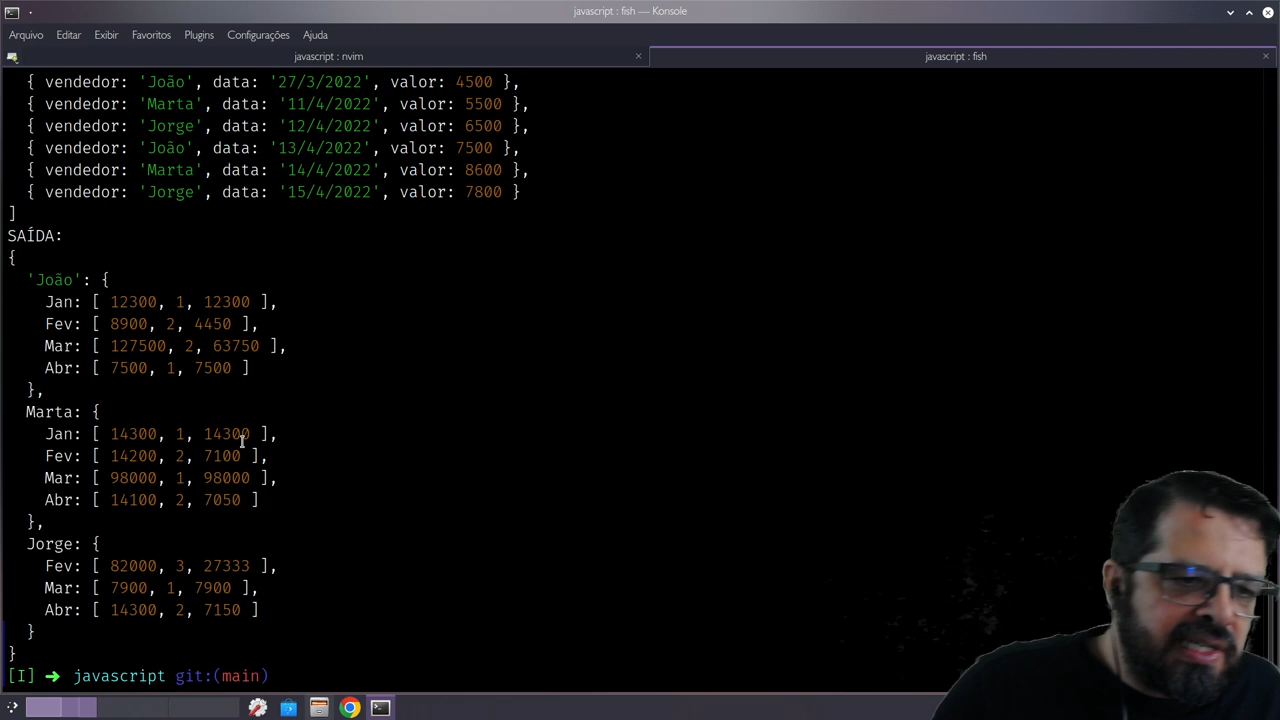 javascript : fish — Konsole
Arquivo Editar Exibir Favoritos Plugins Configurações Ajuda
javascript : nvim
javascript : fish
{ vendedor: 'João', data: '27/3/2022', valor: 4500 },
{ vendedor: 'Marta', data: '11/4/2022', valor: 5500 },
{ vendedor: 'Jorge', data: '12/4/2022', valor: 6500 },
{ vendedor: 'João', data: '13/4/2022', valor: 7500 },
{ vendedor: 'Marta', data: '14/4/2022', valor: 8600 },
{ vendedor: 'Jorge', data: '15/4/2022', valor: 7800 }
]
SAÍDA:
{
'João': {
Jan: [ 12300, 1, 12300 ],
Fev: [ 8900, 2, 4450 ],
Mar: [ 127500, 2, 63750 ],
Abr: [ 7500, 1, 7500 ]
},
Marta: {
Jan: [ 14300, 1, 14300 ],
Fev: [ 14200, 2, 7100 ],
Mar: [ 98000, 1, 98000 ],
Abr: [ 14100, 2, 7050 ]
},
Jorge: {
Fev: [ 82000, 3, 27333 ],
Mar: [ 7900, 1, 7900 ],
Abr: [ 14300, 2, 7150 ]
}
}
[I] ➜ javascript git:(main)